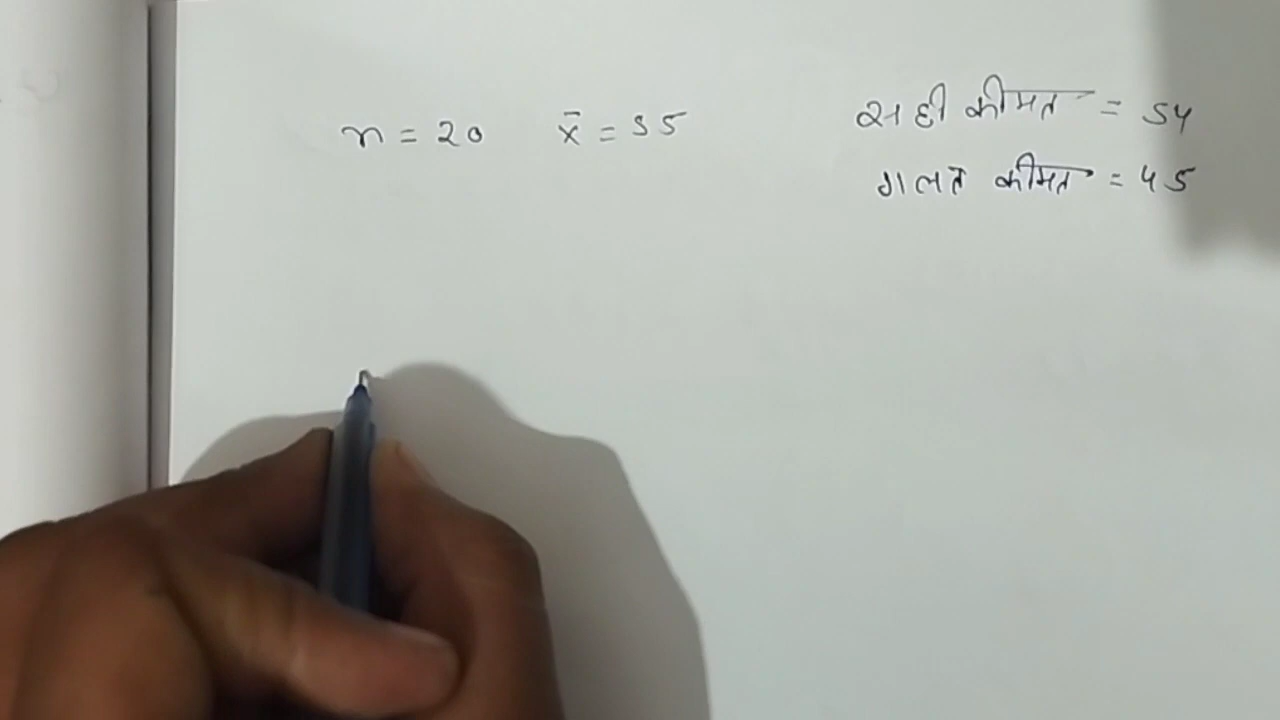 n = 20 x̄ = 35 सही कीमत = 54
गलत कीमत = 45